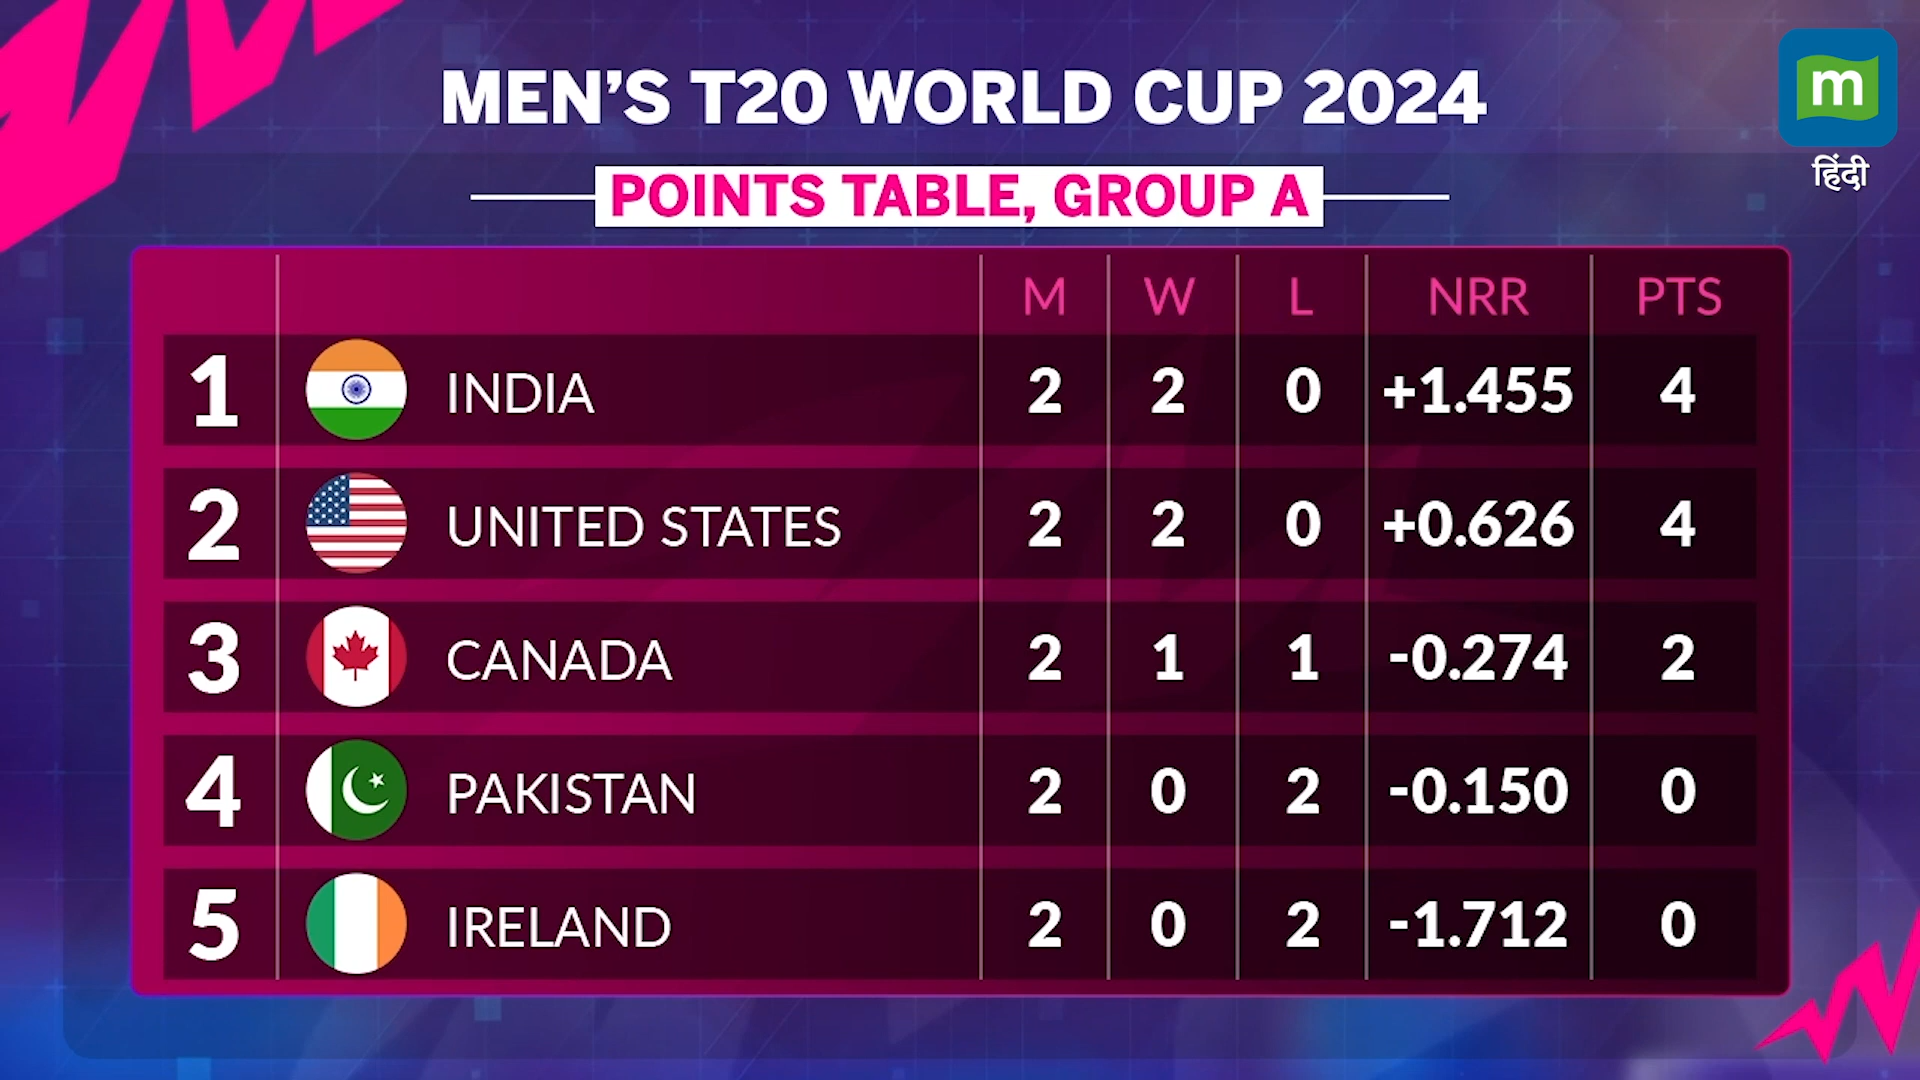 MEN'S T20 WORLD CUP 2024
m
हिंदी
POINTS TABLE, GROUP A
M W L NRR PTS
1 INDIA 2 2 0 +1.455 4
2 UNITED STATES 2 2 0 +0.626 4
3 CANADA 2 1 1 -0.274 2
4 PAKISTAN 2 0 2 -0.150 0
5 IRELAND 2 0 2 -1.712 0